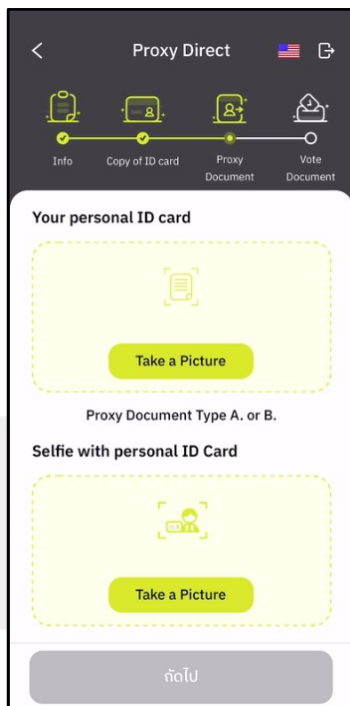 Proxy Direct
Info
Copy of ID card
Proxy
Document
Vote
Document
Your personal ID card
Take a Picture
Proxy Document Type A. or B.
Selfie with personal ID Card
Take a Picture
ถัดไป